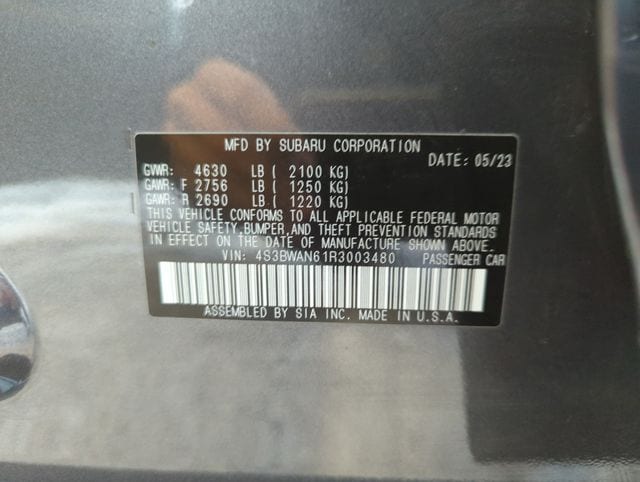 MFD BY SUBARU CORPORATION
DATE: 05/23
GVWR: 4630 LB ( 2100 KG)
GAWR: F 2756 LB ( 1250 KG)
GAWR: R 2690 LB ( 1220 KG)
THIS VEHICLE CONFORMS TO ALL APPLICABLE FEDERAL MOTOR
VEHICLE SAFETY, BUMPER, AND THEFT PREVENTION STANDARDS
IN EFFECT ON THE DATE OF MANUFACTURE SHOWN ABOVE.
VIN: 4S3BWAN61R3003480 PASSENGER CAR
ASSEMBLED BY SIA INC. MADE IN U.S.A.